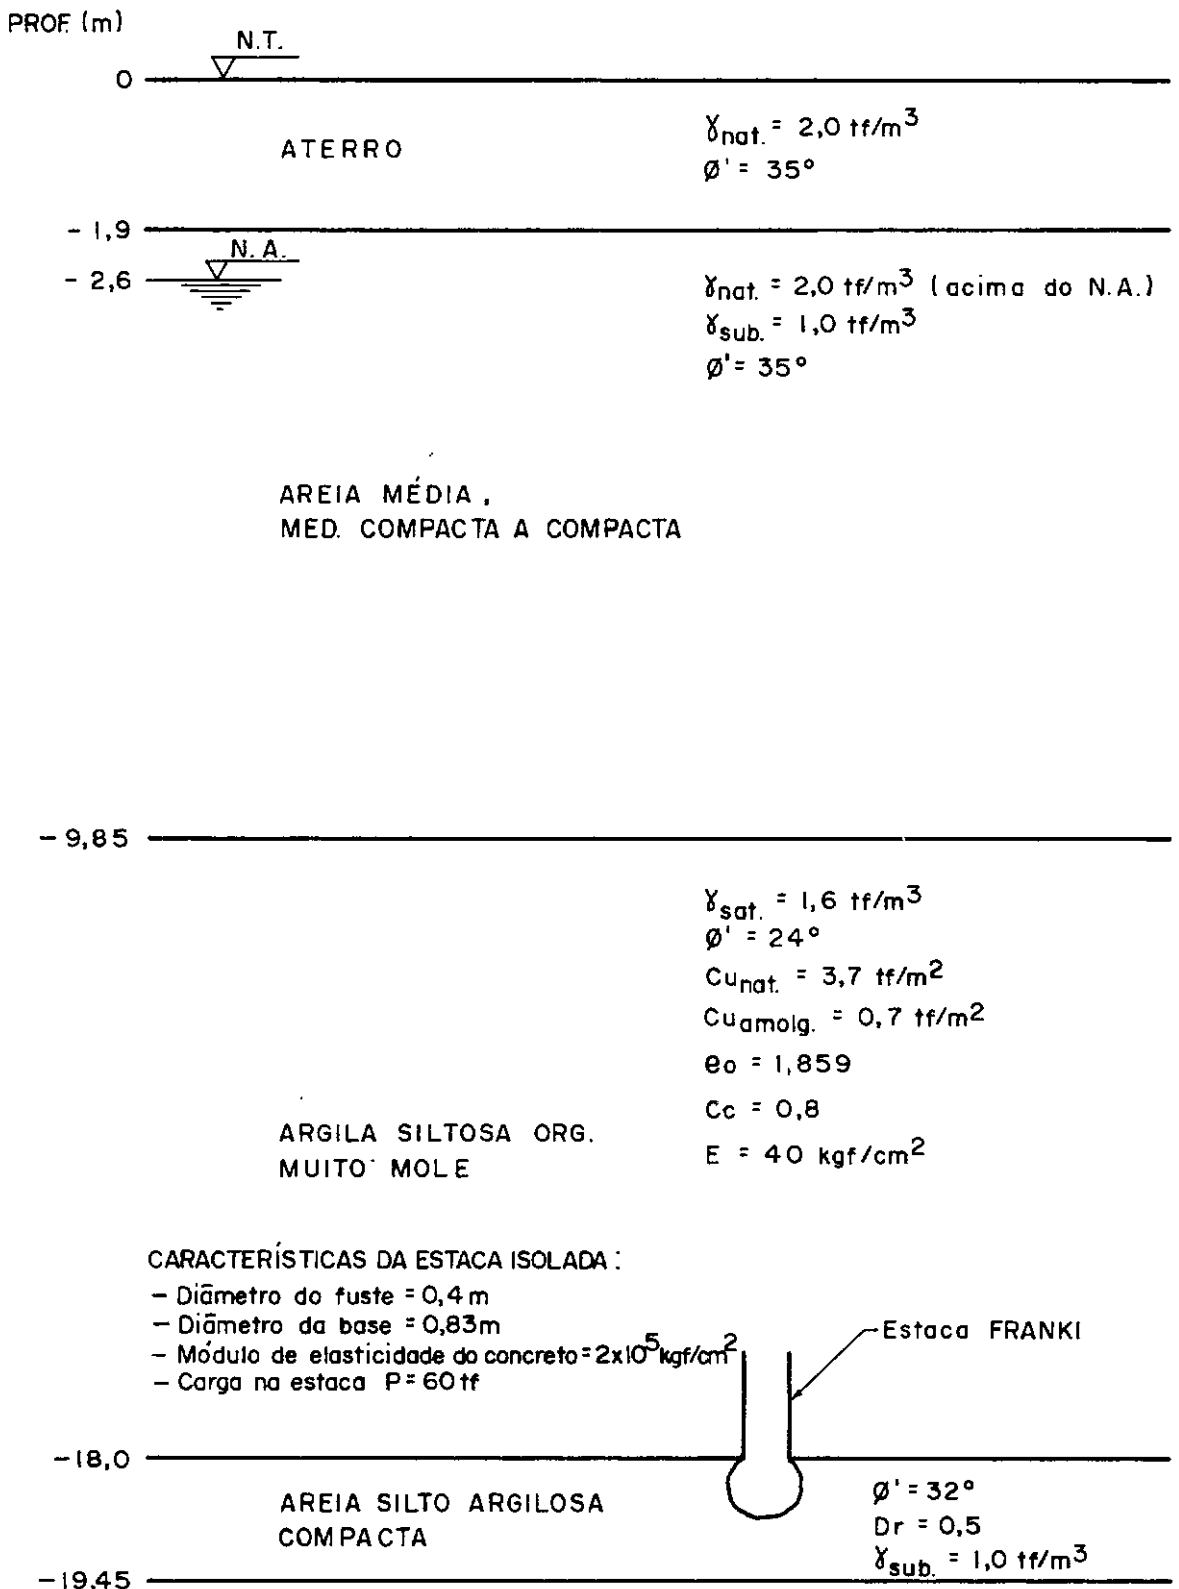 PROF. (m)
N.T.
0
ATERRO
γnat. = 2,0 tf/m³
Ø' = 35°
- 1,9
N.A.
- 2,6
γnat. = 2,0 tf/m³ (acima do N.A.)
γsub. = 1,0 tf/m³
Ø' = 35°
AREIA MÉDIA,
MED. COMPACTA A COMPACTA
- 9,85
γsat. = 1,6 tf/m³
Ø' = 24°
Cu nat. = 3,7 tf/m²
Cu amolg. = 0,7 tf/m²
eo = 1,859
Cc = 0,8
E = 40 kgf/cm²
ARGILA SILTOSA ORG.
MUITO MOLE
CARACTERÍSTICAS DA ESTACA ISOLADA:
- Diâmetro do fuste = 0,4 m
- Diâmetro da base = 0,83m
- Módulo de elasticidade do concreto = 2x10⁵ kgf/cm²
- Carga na estaca P = 60 tf
Estaca FRANKI
-18,0
AREIA SILTO ARGILOSA
COMPACTA
Ø' = 32°
Dr = 0,5
γsub. = 1,0 tf/m³
-19,45